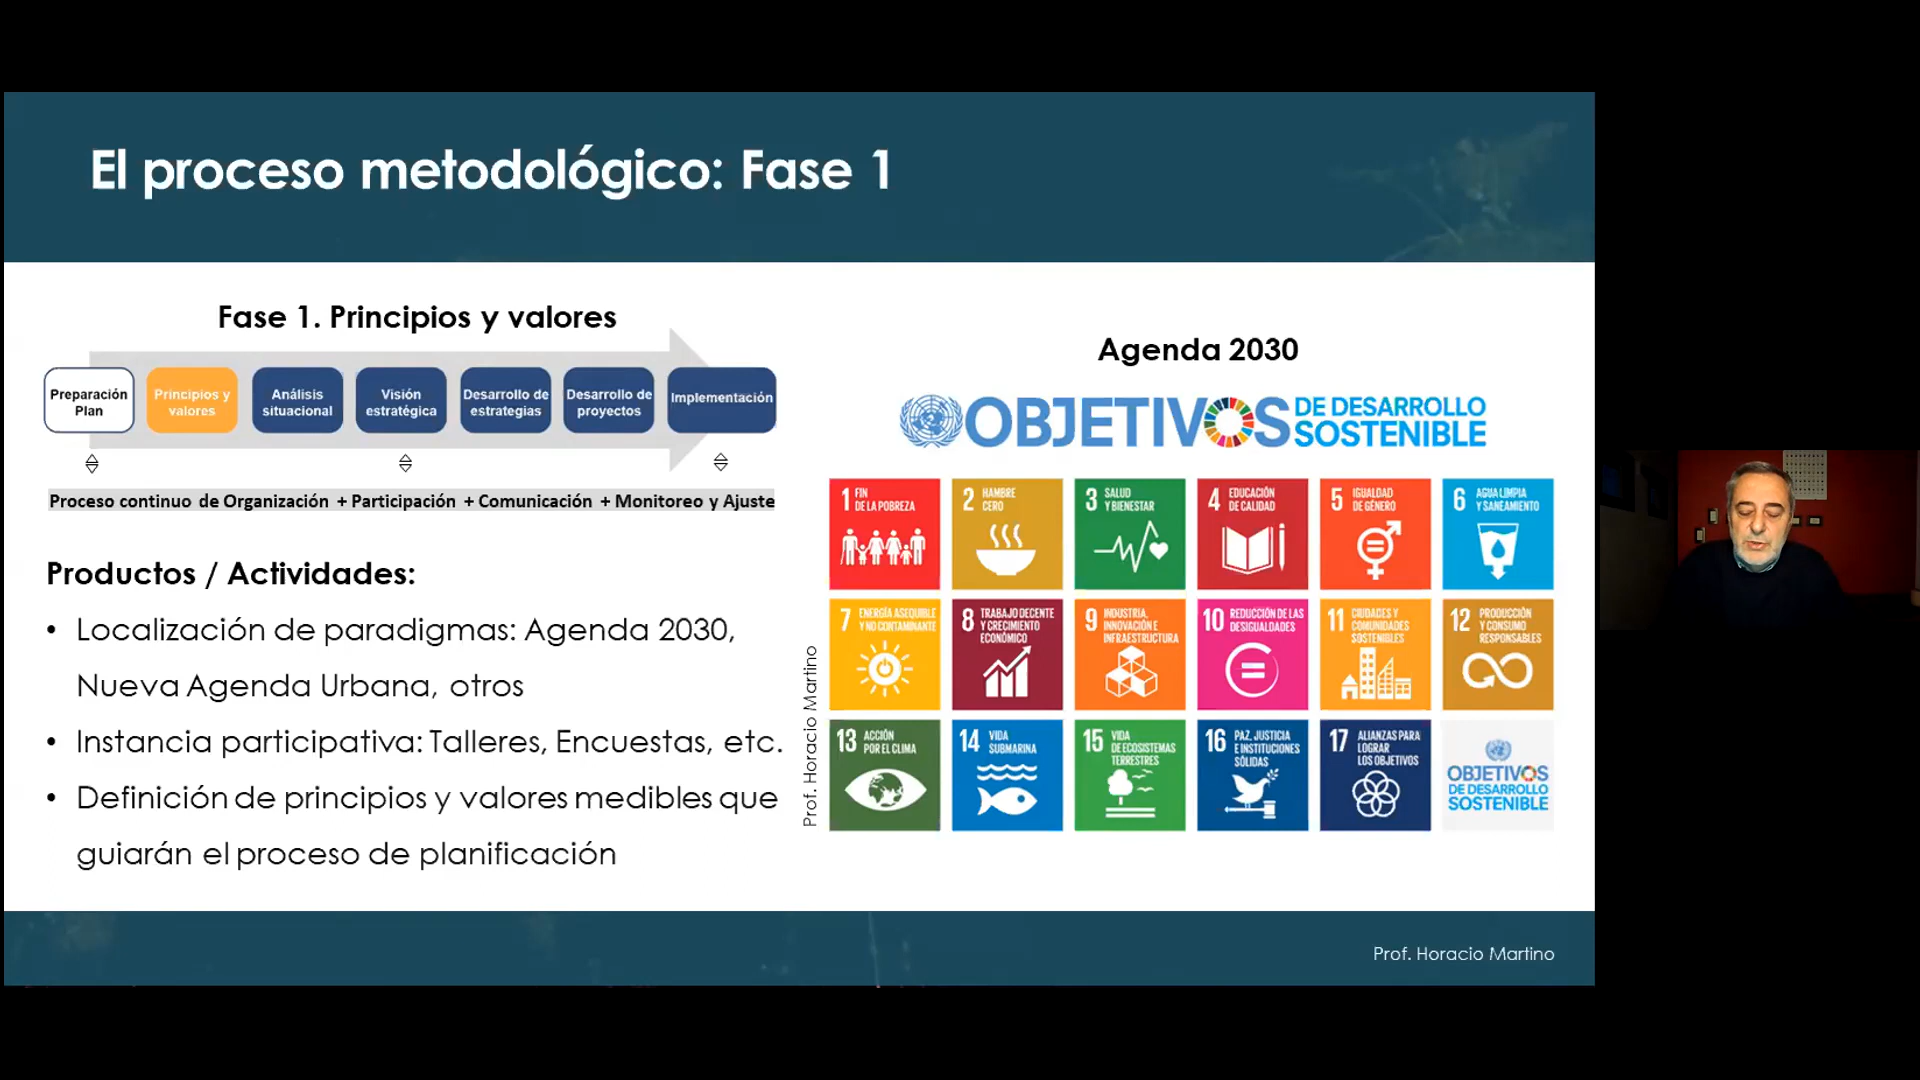 El proceso metodológico: Fase 1
Fase 1. Principios y valores
Preparación
Plan
Principios y
valores
Análisis
situacional
Visión
estratégica
Desarrollo de
estrategias
Desarrollo de
proyectos
Implementación
Proceso continuo de Organización + Participación + Comunicación + Monitoreo y Ajuste
Productos / Actividades:
• Localización de paradigmas: Agenda 2030,
Nueva Agenda Urbana, otros
• Instancia participativa: Talleres, Encuestas, etc.
• Definición de principios y valores medibles que
guiarán el proceso de planificación
Prof. Horacio Martino
Agenda 2030
OBJETIVOS DE DESARROLLO
SOSTENIBLE
1 FIN
DE LA POBREZA
2 HAMBRE
CERO
3 SALUD
Y BIENESTAR
4 EDUCACIÓN
DE CALIDAD
5 IGUALDAD
DE GÉNERO
6 AGUA LIMPIA
Y SANEAMIENTO
7 ENERGÍA ASEQUIBLE
Y NO CONTAMINANTE
8 TRABAJO DECENTE
Y CRECIMIENTO
ECONÓMICO
9 INDUSTRIA,
INNOVACIÓN E
INFRAESTRUCTURA
10 REDUCCIÓN DE LAS
DESIGUALDADES
11 CIUDADES Y
COMUNIDADES
SOSTENIBLES
12 PRODUCCIÓN
Y CONSUMO
RESPONSABLES
13 ACCIÓN
POR EL CLIMA
14 VIDA
SUBMARINA
15 VIDA
DE ECOSISTEMAS
TERRESTRES
16 PAZ, JUSTICIA
E INSTITUCIONES
SÓLIDAS
17 ALIANZAS PARA
LOGRAR
LOS OBJETIVOS
OBJETIVOS
DE DESARROLLO
SOSTENIBLE
Prof. Horacio Martino